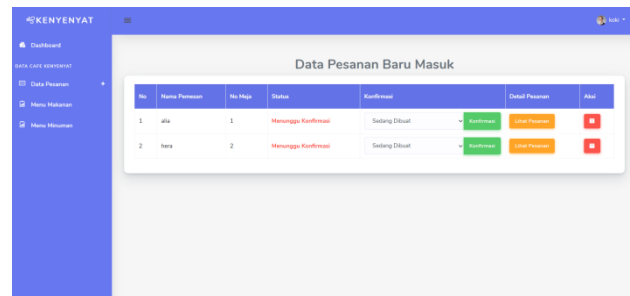 KENYENYAT
koki
Dashboard
DATA CAFE KENYENYAT
Data Pesanan +
Menu Makanan
Menu Minuman
Data Pesanan Baru Masuk
No Nama Pemesan No Meja Status Konfirmasi Detail Pesanan Aksi
1 alia 1 Menunggu Konfirmasi Sedang Dibuat Konfirmasi Lihat Pesanan
2 hera 2 Menunggu Konfirmasi Sedang Dibuat Konfirmasi Lihat Pesanan